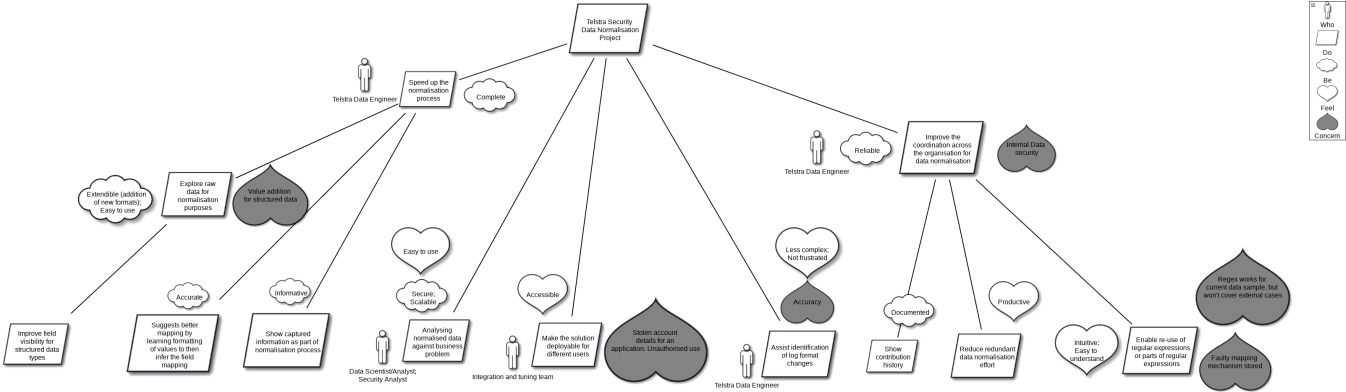 Telstra Security
Data Normalisation
Project
Who
Do
Be
Feel
Concern
Telstra Data Engineer
Speed up the
normalisation
process
Complete
Telstra Data Engineer
Reliable
Improve the
coordination across
the organisation for
data normalisation
Internal Data
security
Extendible (addition
of new formats);
Easy to use
Explore raw
data for
normalisation
purposes
Value addition
for structured data
Easy to use
Less complex;
Not frustrated
Regex works for
current data sample, but
won't cover external cases
Accurate
Informative
Secure;
Scalable
Accessible
Accuracy
Documented
Productive
Improve field
visibility for
structured data
types
Suggests better
mapping by
learning formatting
of values to then
infer the field
mapping
Show captured
information as part of
normalisation process
Data Scientist/Analyst;
Security Analyst
Analysing
normalised data
against business
problem
Integration and tuning team
Make the solution
deployable for
different users
Stolen account
details for an
application. Unauthorised use
Telstra Data Engineer
Assist identification
of log format
changes
Show
contribution
history
Reduce redundant
data normalisation
effort
Intuitive;
Easy to
understand
Enable re-use of
regular expressions
or parts of regular
expressions
Faulty mapping
mechanism stored